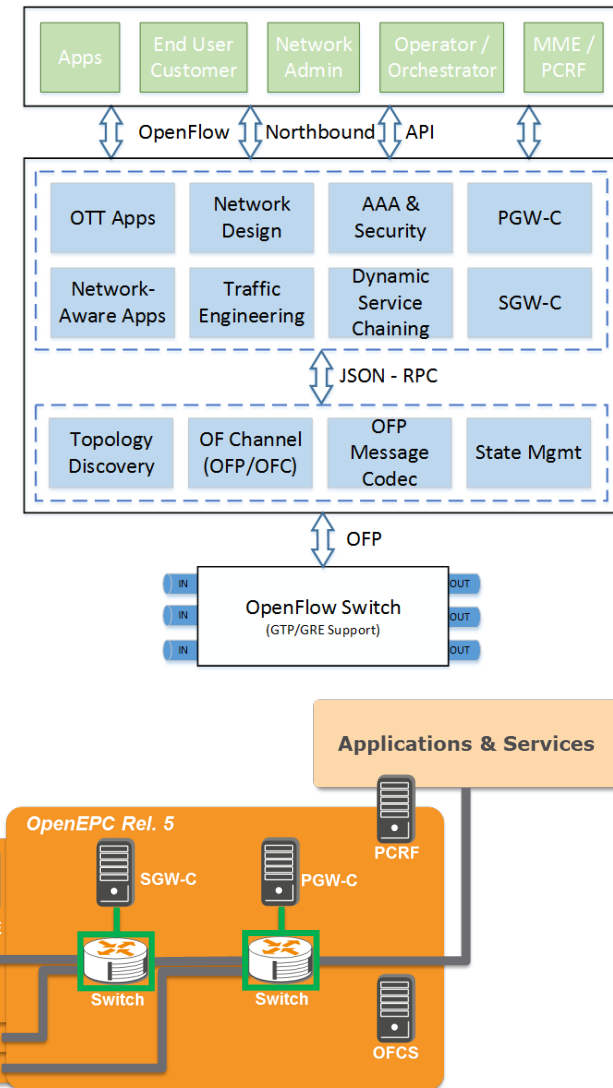 Apps
End User
Customer
Network
Admin
Operator /
Orchestrator
MME /
PCRF
OpenFlow
Northbound
API
OTT Apps
Network
Design
AAA &
Security
PGW-C
Network-
Aware Apps
Traffic
Engineering
Dynamic
Service
Chaining
SGW-C
JSON - RPC
Topology
Discovery
OF Channel
(OFP/OFC)
OFP
Message
Codec
State Mgmt
OFP
IN
OUT
IN
OUT
IN
OUT
OpenFlow Switch
(GTP/GRE Support)
Applications & Services
OpenEPC Rel. 5
PCRF
SGW-C
PGW-C
Switch
Switch
OFCS